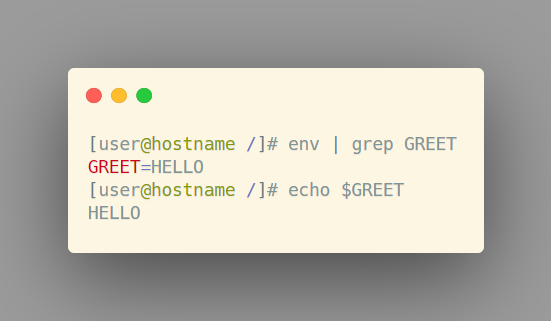 [user@hostname /]# env | grep GREET
GREET=HELLO
[user@hostname /]# echo $GREET
HELLO